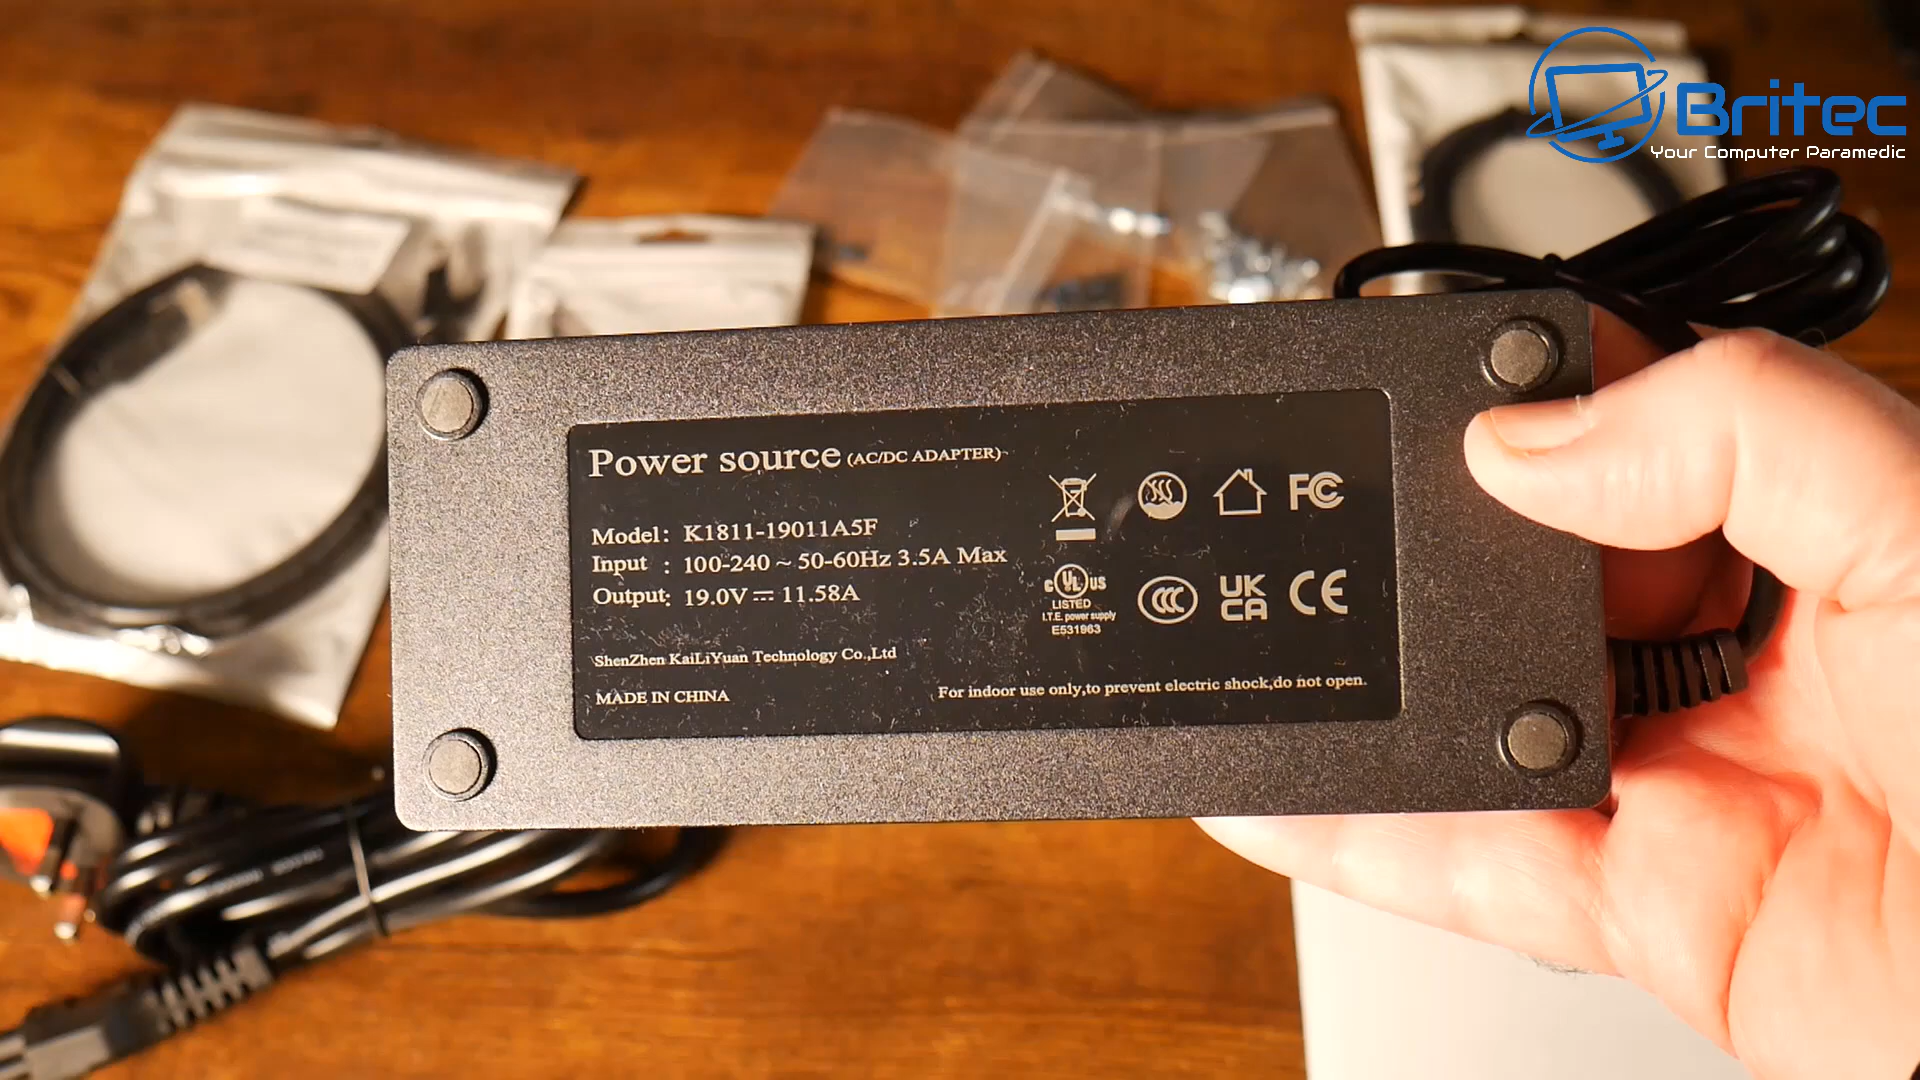 Britec
Your Computer Paramedic
Power source (AC/DC ADAPTER)
Model: K1811-19011A5F
Input : 100-240 ~ 50-60Hz 3.5A Max
Output: 19.0V ⎓ 11.58A
ShenZhen KaiLiYuan Technology Co.,Ltd
MADE IN CHINA
FC
c UL US
LISTED
I.T.E. power supply
E531963
CCC
UK
CA
CE
For indoor use only,to prevent electric shock,do not open.